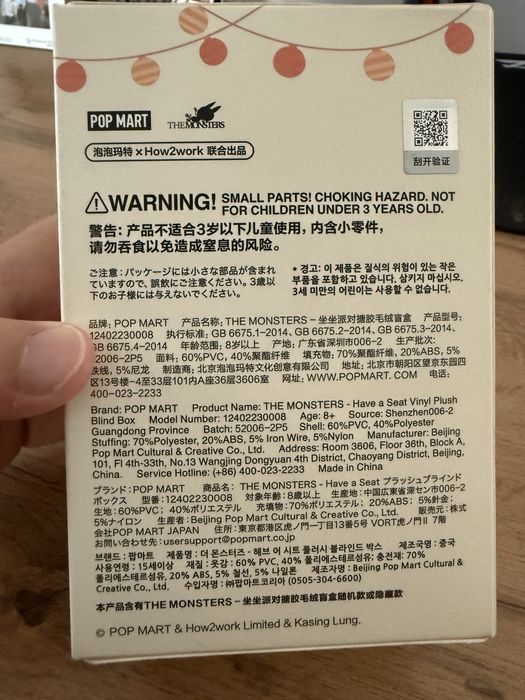 POP MART THE MONSTERS
泡泡玛特 × How2work 联合出品
刮开验证
WARNING! SMALL PARTS! CHOKING HAZARD. NOT
FOR CHILDREN UNDER 3 YEARS OLD.
警告: 产品不适合3岁以下儿童使用，内含小零件，
请勿吞食以免造成窒息的风险。
ご注意：パッケージには小さな部品が含まれ
ていますので、誤飲にご注意ください。3歳以
下のお子様には与えないでください。
* 경고: 이 제품은 질식의 위험이 있는 작은
부품을 포함하고 있습니다. 삼키지 마십시오.
3세 미만의 어린이는 사용할 수 없습니다.
品牌: POP MART 产品名称: THE MONSTERS - 坐坐派对搪胶毛绒盲盒 产品型号:
12402230008 执行标准: GB 6675.1-2014、GB 6675.2-2014、GB 6675.3-2014、
GB 6675.4-2014 年龄范围: 8岁以上 产地: 广东省深圳市006-2 生产批次:
2006-2P5 面料: 60%PVC, 40%聚酯纤维 填充物: 70%聚酯纤维, 20%ABS, 5%
铁线, 5%尼龙 制造商: 北京泡泡玛特文化创意有限公司 地址: 北京市朝阳区望京东园四
区13号楼-4至33层101内A座36层3606室 网址: WWW.POPMART.COM 电话:
400-023-2233
Brand: POP MART Product Name: THE MONSTERS - Have a Seat Vinyl Plush
Blind Box Model Number: 12402230008 Age: 8+ Source: Shenzhen006-2
Guangdong Province Batch: 52006-2P5 Shell: 60%PVC, 40%Polyester
Stuffing: 70%Polyester, 20%ABS, 5% Iron Wire, 5%Nylon Manufacturer: Beijing
Pop Mart Cultural & Creative Co., Ltd. Address: Room 3606, Floor 36th, Block A,
101, Fl 4th-33th, No.13 Wangjing Dongyuan 4th District, Chaoyang District, Beijing,
China. Service Hotline: (+86) 400-023-2233 Made in China
ブランド : POP MART 商品名： THE MONSTERS - Have a Seat プラッシュブラインド
ボックス 型番： 12402230008 対象年齢：8歳以上 生産地：中国広東省深セン市006-2
生地：60%PVC； 40%ポリエステル 充填物：70%ポリエステル； 20%ABS； 5%針金；
5%ナイロン 生産者：Beijing Pop Mart Cultural & Creative Co., Ltd. 販売元：株式
会社POP MART JAPAN 住所：東京都港区虎ノ門一丁目13番5号 VORT虎ノ門Ⅱ 7階
お問い合わせ先：usersupport@popmart.com
브랜드 : 팝마트 제품명 : 더 몬스터즈 - 헤브 어 시트 플러시 블라인드 박스 제조국명 : 중국
사용연령 : 15세이상 재질 : 겉감 : 60% PVC, 40% 폴리에스테르섬유; 충전재: 70%
폴리에스테르섬유, 20% ABS, 5% 철선, 5% 나일론 제조자명 : Beijing Pop Mart Cultural &
Creative Co., Ltd. 수입자명 : ㈜팝마트코리아 (0505-304-6600)
本产品含有THE MONSTERS - 坐坐派对搪胶毛绒盲盒随机款或隐藏款
© POP MART & How2work Limited & Kasing Lung.